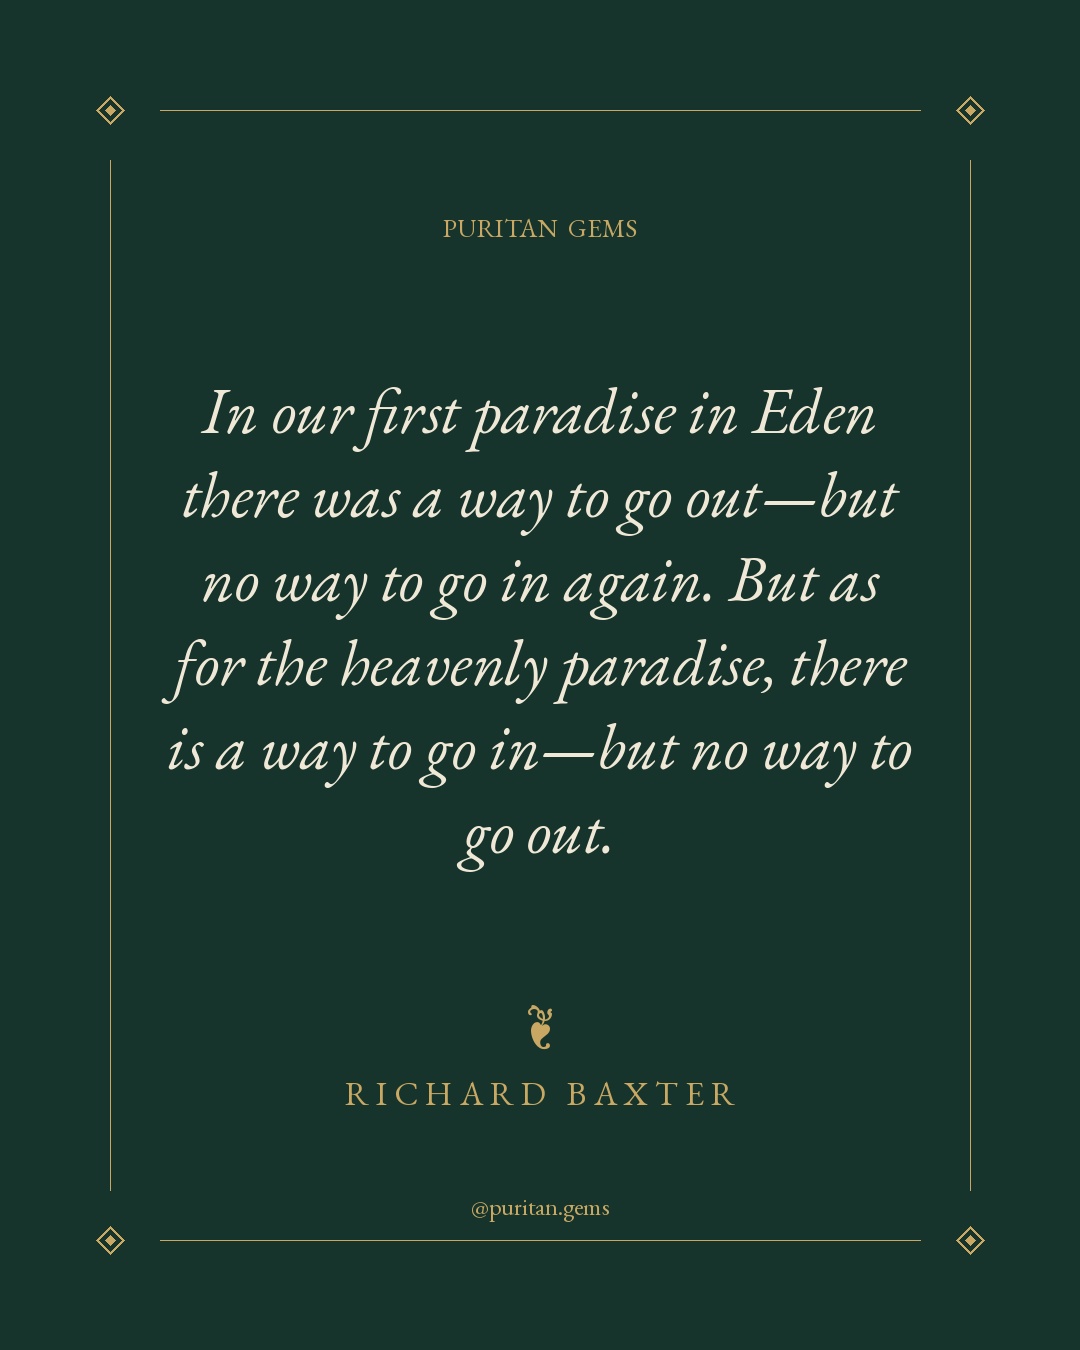 PURITAN GEMS
In our first paradise in Eden
there was a way to go out—but
no way to go in again. But as
for the heavenly paradise, there
is a way to go in—but no way to
go out.
RICHARD BAXTER
@puritan.gems